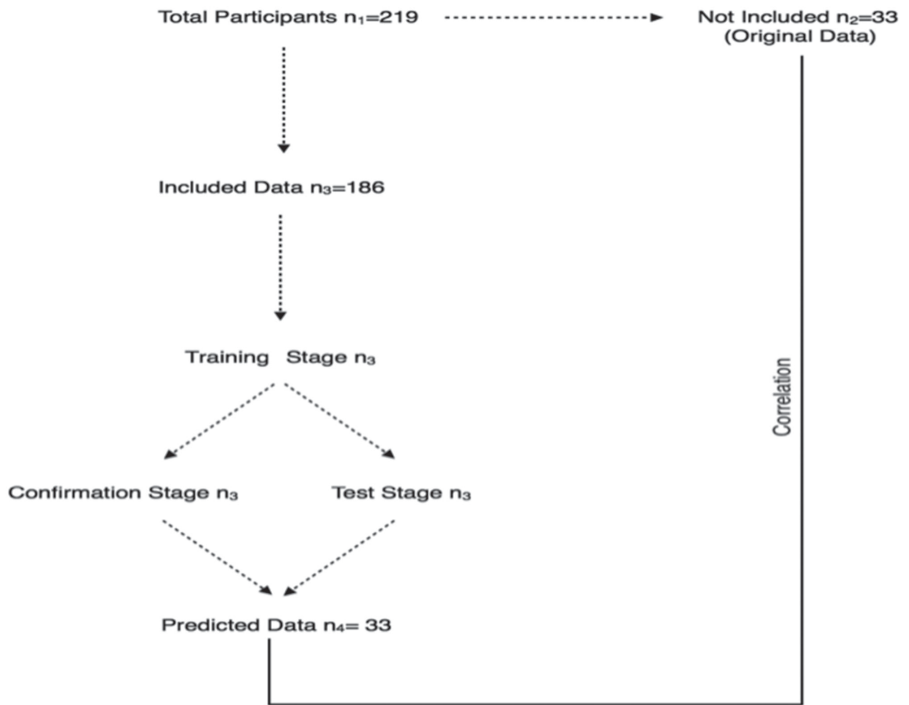 Total Participants n₁=219
Not Included n₂=33
(Original Data)
Included Data n₃=186
Training Stage n₃
Correlation
Confirmation Stage n₃
Test Stage n₃
Predicted Data n₄= 33